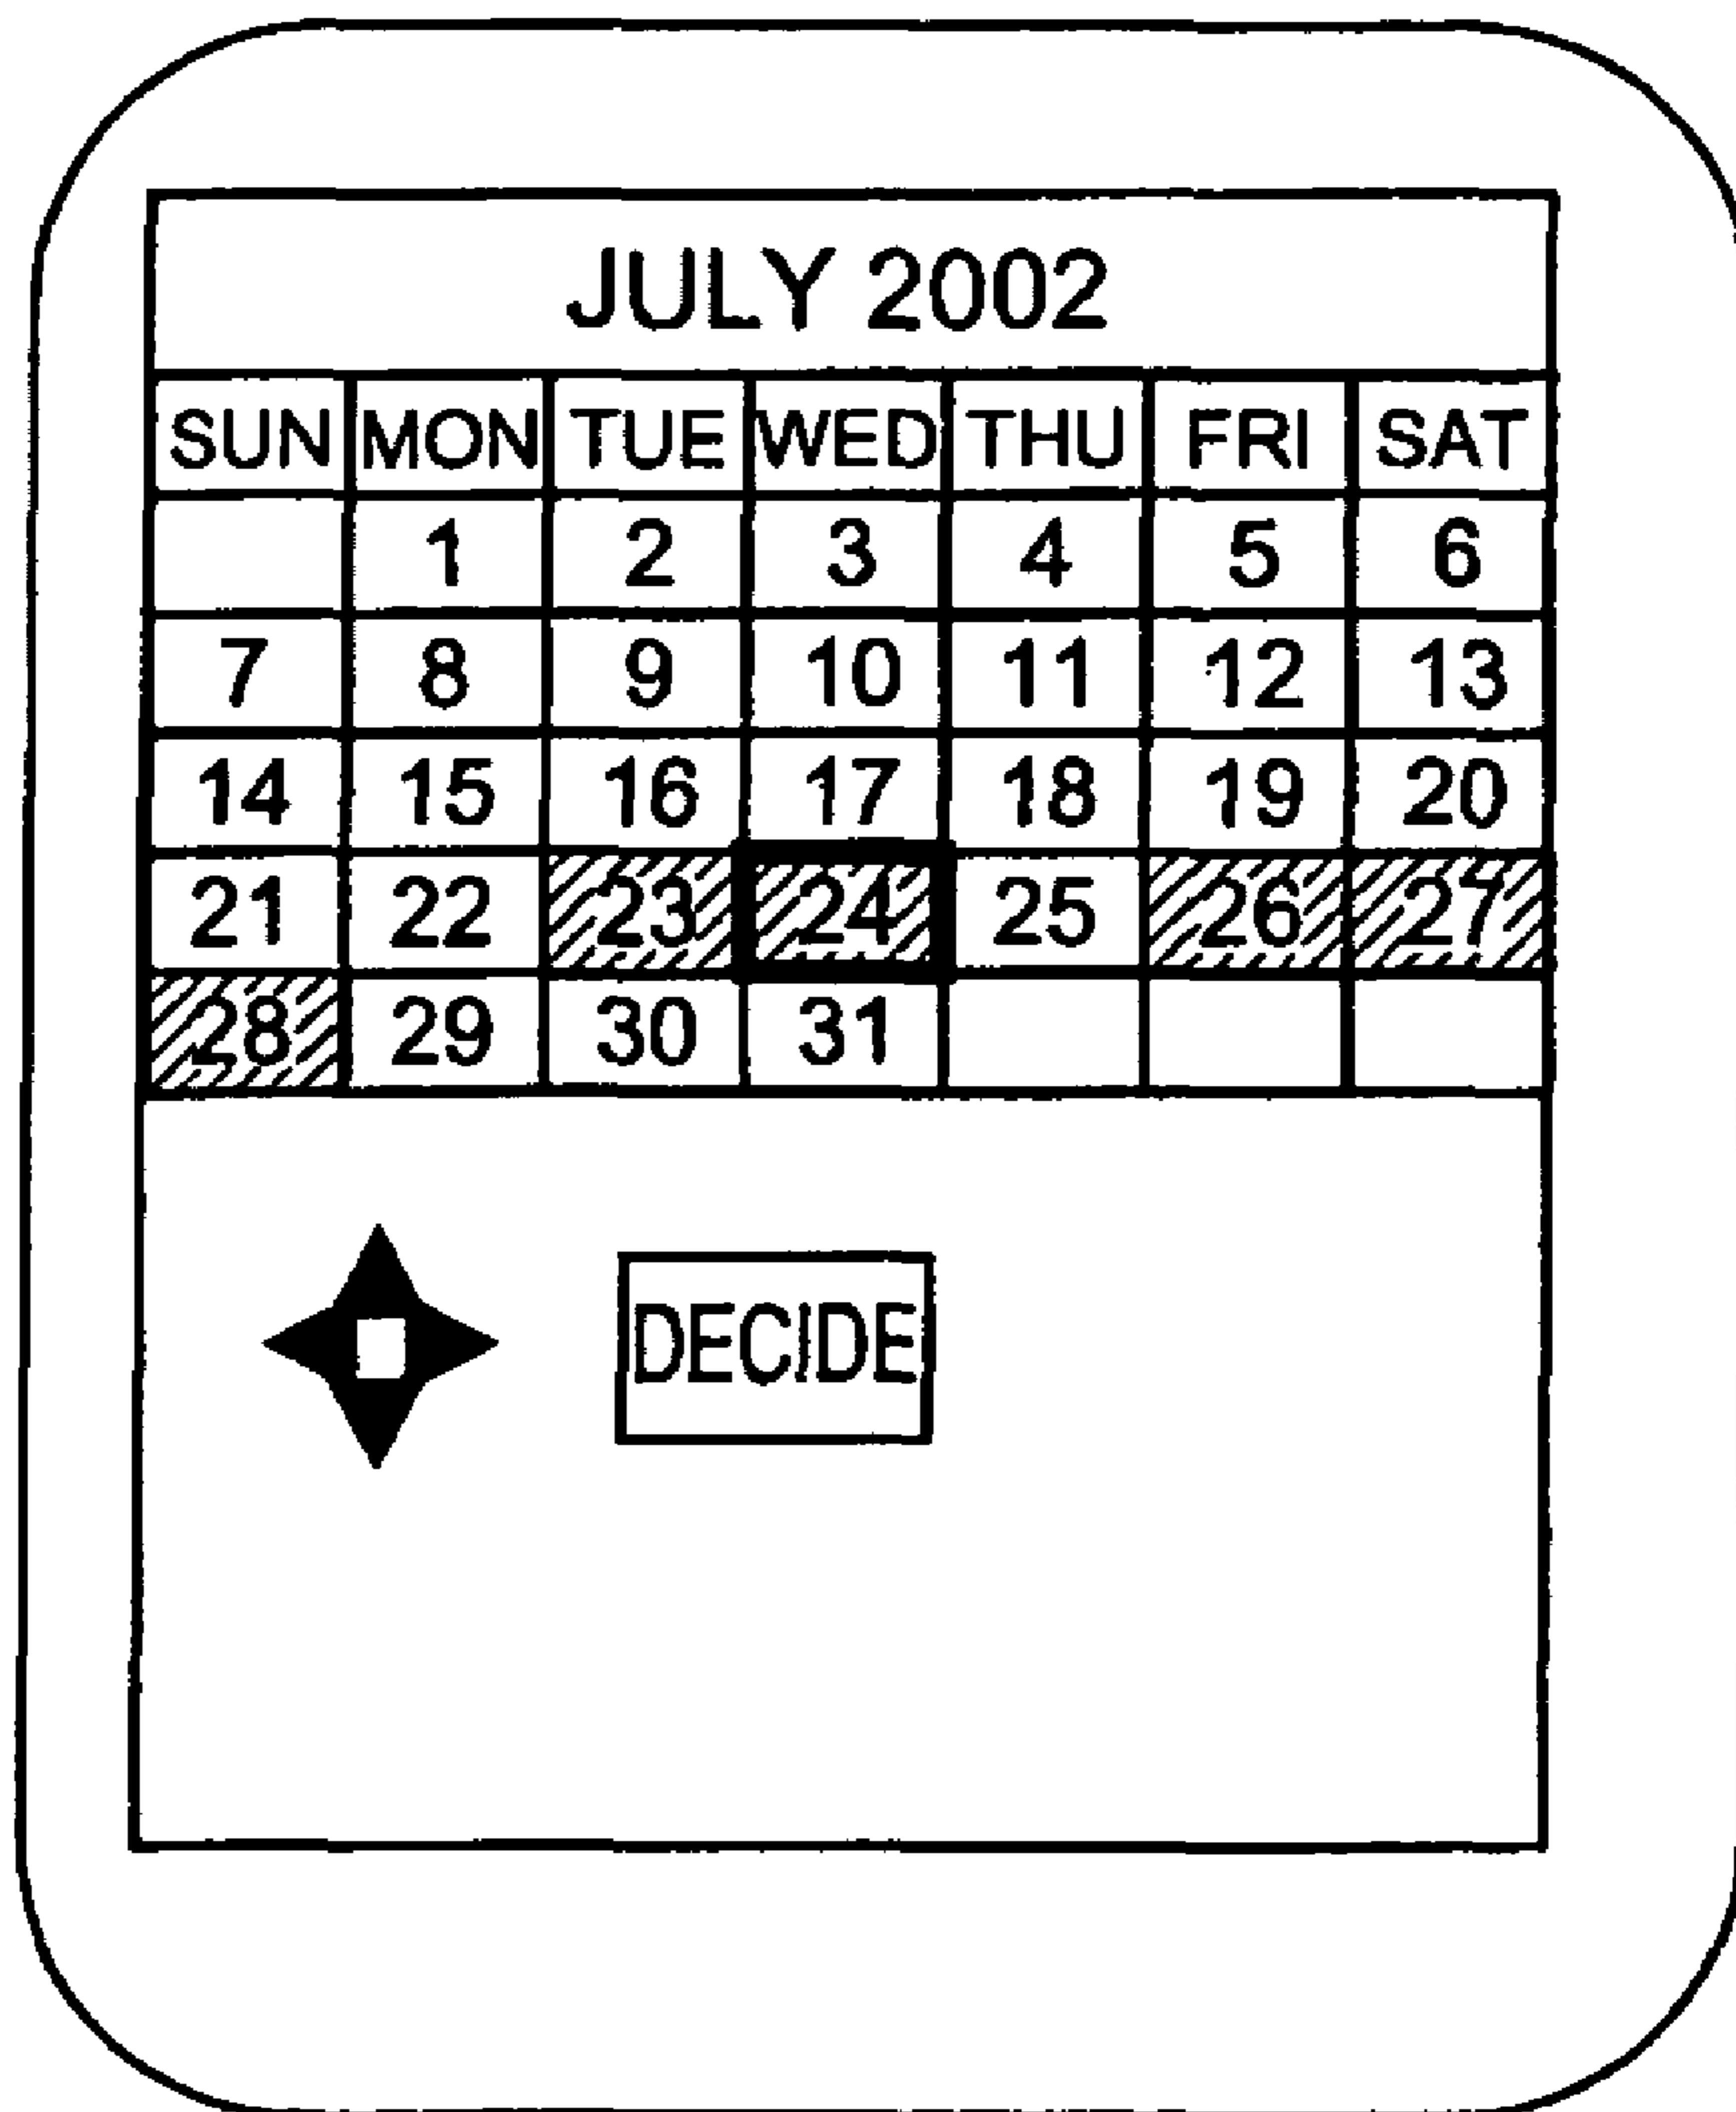 JULY 2002
SUN MON TUE WED THU FRI SAT
1 2 3 4 5 6
7 8 9 10 11 12 13
14 15 16 17 18 19 20
21 22 23 24 25 26 27
28 29 30 31
DECIDE